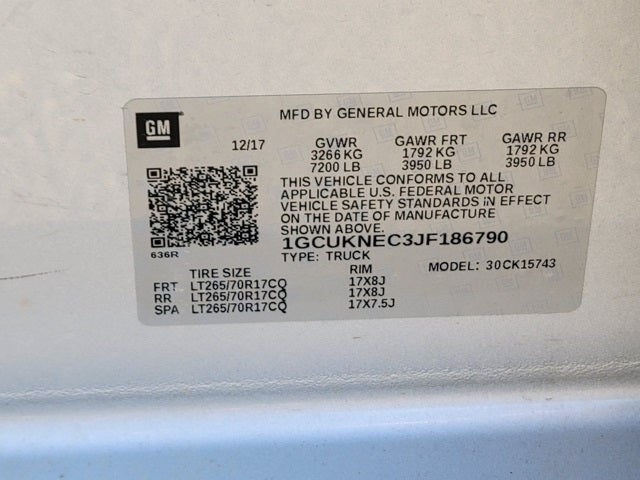 GM
MFD BY GENERAL MOTORS LLC
12/17 GVWR GAWR FRT GAWR RR
3266 KG 1792 KG 1792 KG
7200 LB 3950 LB 3950 LB
THIS VEHICLE CONFORMS TO ALL
APPLICABLE U.S. FEDERAL MOTOR
VEHICLE SAFETY STANDARDS IN EFFECT
ON THE DATE OF MANUFACTURE
SHOWN ABOVE.
636R
1GCUKNEC3JF186790
TYPE: TRUCK MODEL: 30CK15743
TIRE SIZE RIM
FRT LT265/70R17CQ 17X8J
RR LT265/70R17CQ 17X8J
SPA LT265/70R17CQ 17X7.5J